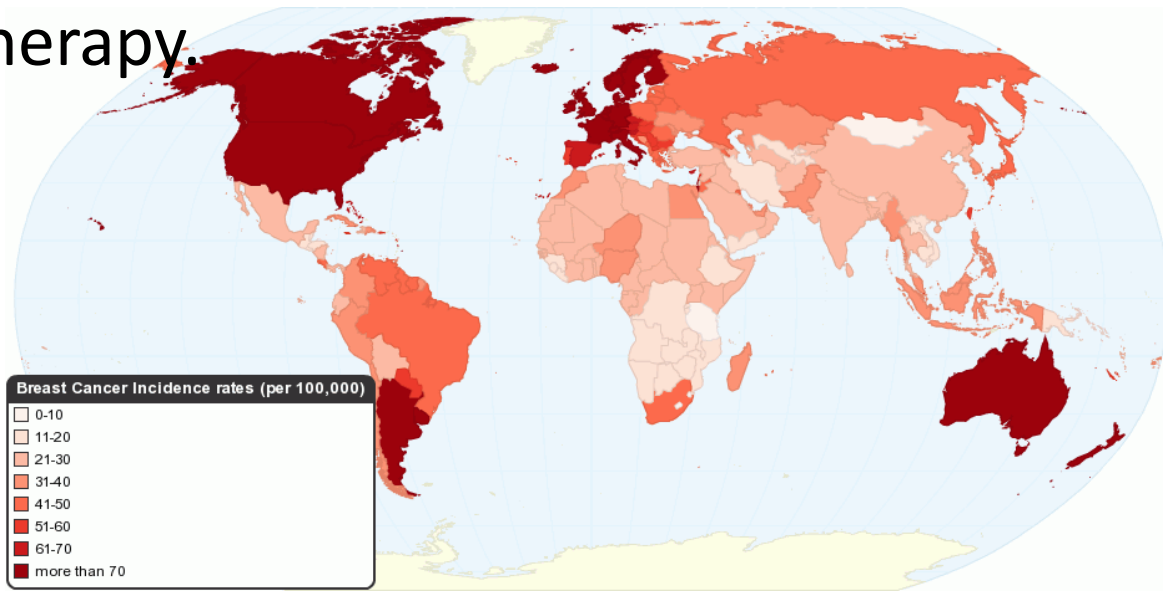 herapy.
Breast Cancer Incidence rates (per 100,000)
0-10
11-20
21-30
31-40
41-50
51-60
61-70
more than 70